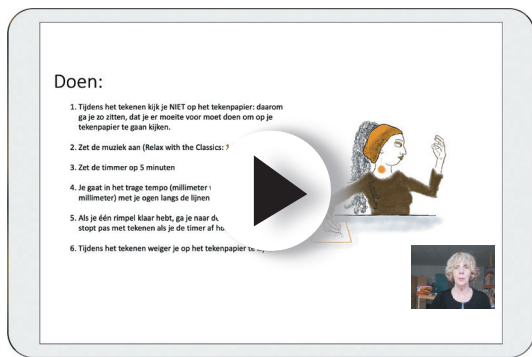 Doen:
1. Tijdens het tekenen kijk je NIET op het tekenpapier: daarom
ga je zo zitten, dat je er moeite voor moet doen om op je
tekenpapier te gaan kijken.
2. Zet de muziek aan (Relax with the Classics:
3. Zet de timmer op 5 minuten
4. Je gaat in het trage tempo (millimeter
millimeter) met je ogen langs de lijnen
5. Als je één rimpel klaar hebt, ga je naar
stopt pas met tekenen als je de timer af
6. Tijdens het tekenen weiger je op het tekenpapier te